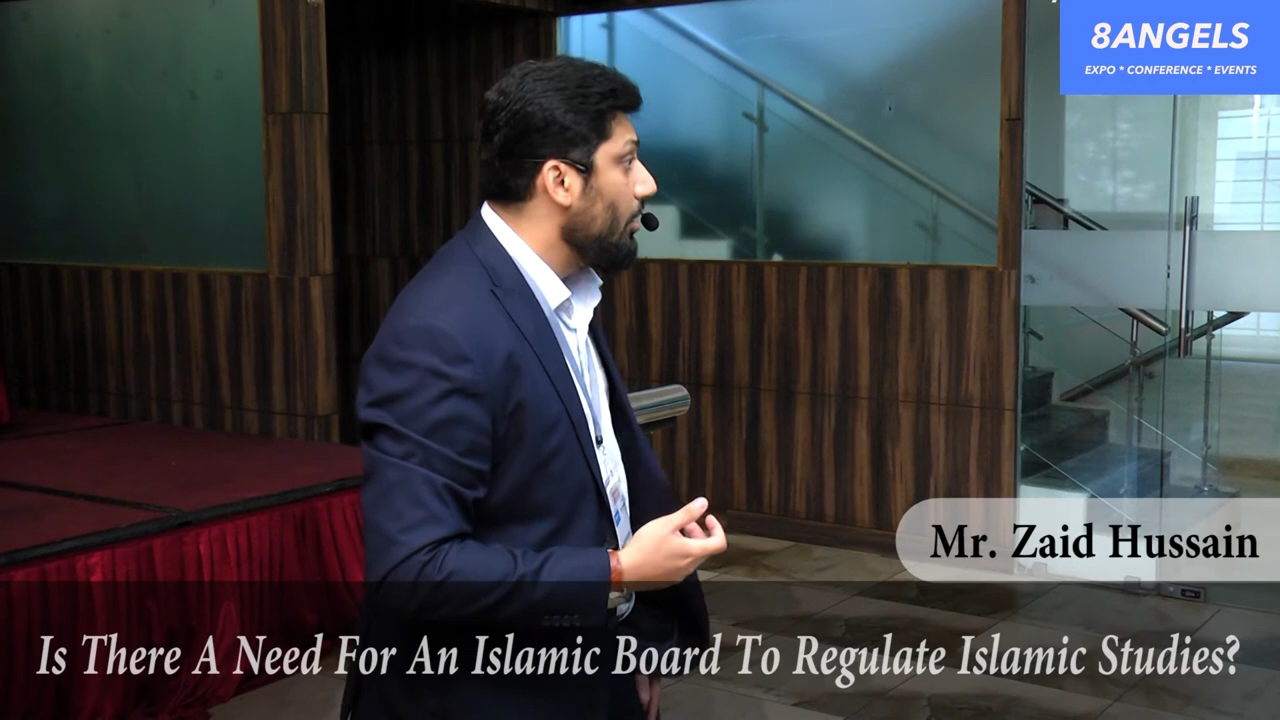 8ANGELS
EXPO * CONFERENCE * EVENTS
Mr. Zaid Hussain
Is There A Need For An Islamic Board To Regulate Islamic Studies?